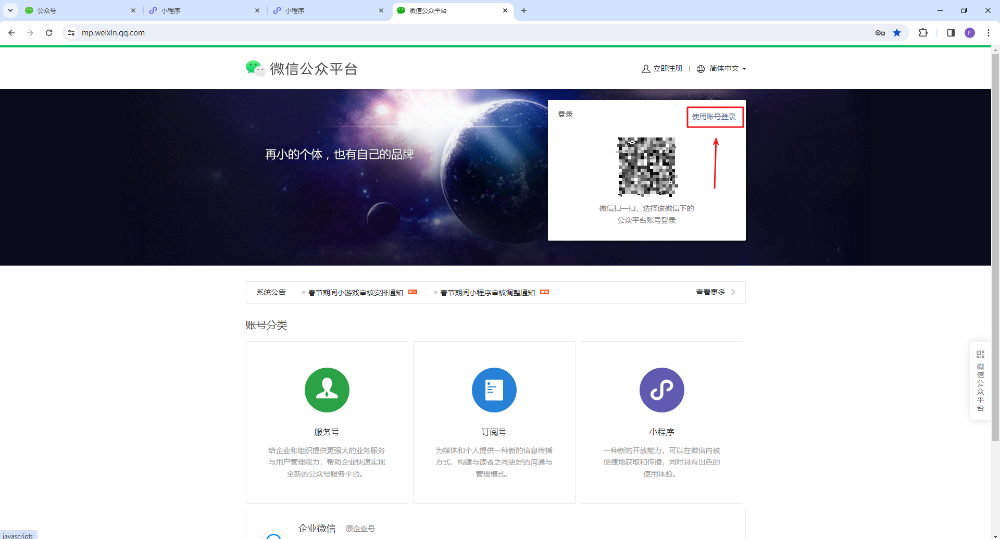 公众号
小程序
小程序
微信公众平台
mp.weixin.qq.com
F
微信公众平台
立即注册
简体中文
登录
使用账号登录
再小的个体，也有自己的品牌
微信扫一扫，选择该微信下的
公众平台账号登录
系统公告
春节期间小游戏审核安排通知 NEW
春节期间小程序审核调整通知 NEW
查看更多
账号分类
服务号
给企业和组织提供更强大的业务服务
与用户管理能力，帮助企业快速实现
全新的公众号服务平台。
订阅号
为媒体和个人提供一种新的信息传播
方式，构建与读者之间更好的沟通与
管理模式。
小程序
一种新的开放能力，可以在微信内被
便捷地获取和传播，同时具有出色的
使用体验。
微信公众平台
企业微信 原企业号
javascript:;